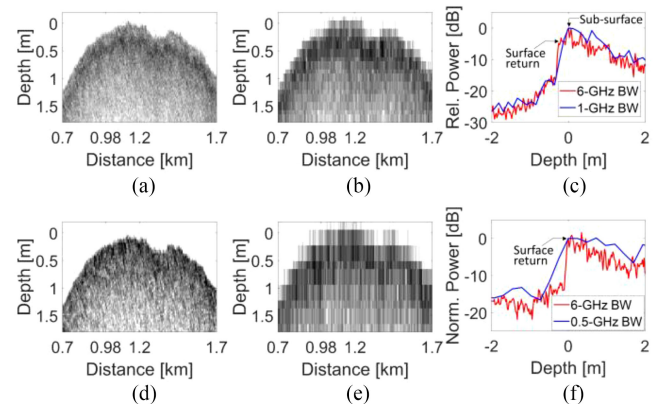 Depth [m]
0
0.5
1
1.5
0.7 0.98 1.2 1.7
Distance [km]
(a)
Depth [m]
0
0.5
1
1.5
0.7 0.98 1.2 1.7
Distance [km]
(b)
Rel. Power [dB]
0
-10
-20
-30
Sub-surface
Surface
return
6-GHz BW
1-GHz BW
-2 0 2
Depth [m]
(c)
Depth [m]
0
0.5
1
1.5
0.7 0.98 1.2 1.7
Distance [km]
(d)
Depth [m]
0
0.5
1
1.5
0.7 0.98 1.2 1.7
Distance [km]
(e)
Norm. Power [dB]
0
-10
-20
Surface
return
6-GHz BW
0.5-GHz BW
-2 0 2
Depth [m]
(f)